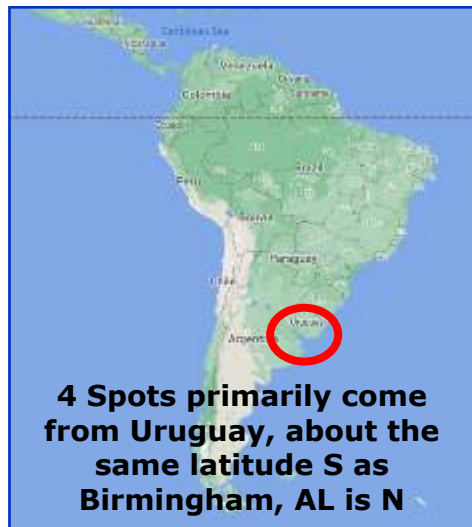 Caribbean Sea
Venezuela
Guyana
Suriname
Colombia
Ecuador
Brazil
Peru
Bolivia
Paraguay
Chile
Uruguay
Argentina
4 Spots primarily come
from Uruguay, about the
same latitude S as
Birmingham, AL is N